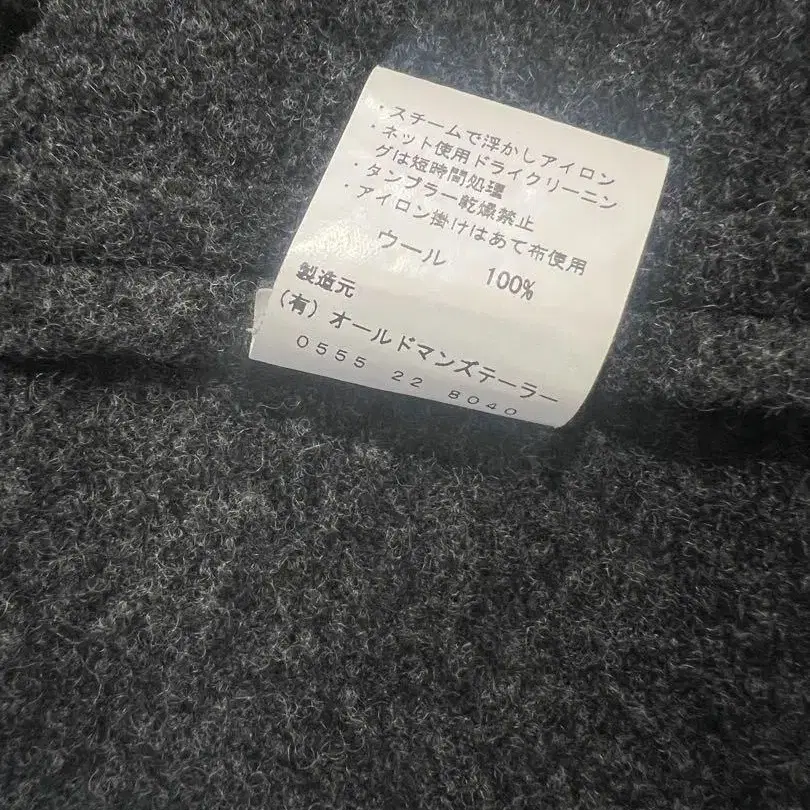 ・スチームで浮かしアイロン
・ネット使用ドライクリーニン
グは短時間処理
・タンブラー乾燥禁止
・アイロン掛けはあて布使用
ウール 100%
製造元
(有) オールドマンズテーラー
0555 22 8040